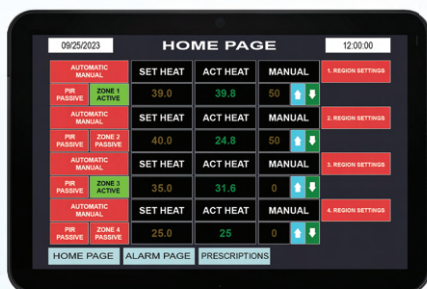 09/25/2023 HOME PAGE 12:00:00
AUTOMATIC MANUAL SET HEAT ACT HEAT MANUAL 1. REGION SETTINGS
PIR PASSIVE ZONE 1 ACTIVE 39.0 39.8 50
AUTOMATIC MANUAL SET HEAT ACT HEAT MANUAL 2. REGION SETTINGS
PIR PASSIVE ZONE 2 PASSIVE 40.0 24.8 50
AUTOMATIC MANUAL SET HEAT ACT HEAT MANUAL 3. REGION SETTINGS
PIR PASSIVE ZONE 3 ACTIVE 35.0 31.6 0
AUTOMATIC MANUAL SET HEAT ACT HEAT MANUAL 4. REGION SETTINGS
PIR PASSIVE ZONE 4 PASSIVE 25.0 25 0
HOME PAGE ALARM PAGE PRESCRIPTIONS